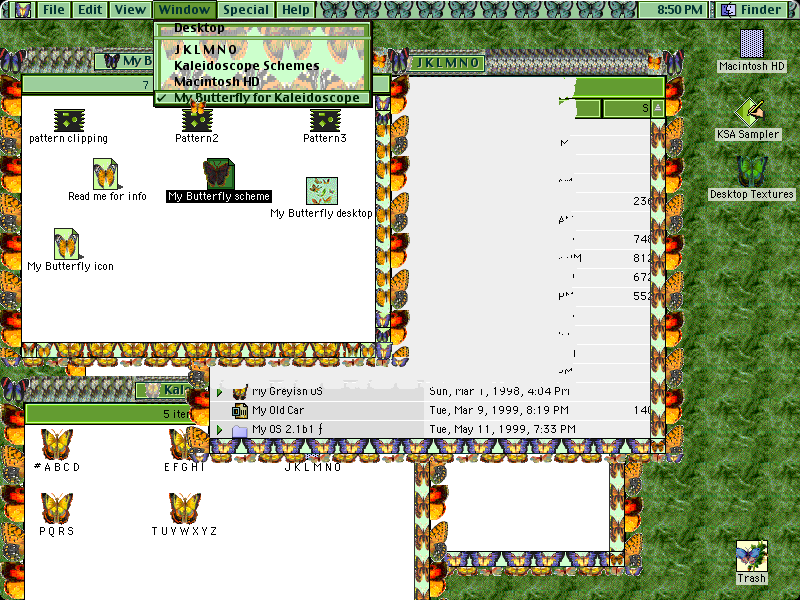 File Edit View Window Special Help 8:50 PM Finder
Desktop
J K L M N O
Kaleidoscope Schemes
Macintosh HD
✓ My Butterfly for Kaleidoscope
My B
J K L M N O
7
S
pattern clipping
Pattern2
Pattern3
Read me for info
My Butterfly scheme
My Butterfly desktop
My Butterfly icon
Macintosh HD
KSA Sampler
Desktop Textures
M
236
748
812
672
552
My Greyish OS Sun, Mar 1, 1998, 4:04 PM
My Old Car Tue, Mar 9, 1999, 8:19 PM 140
My OS 2.1b1 ƒ Tue, May 11, 1999, 7:33 PM
Kal
5 ite
# A B C D
E F G H I
J K L M N O
P Q R S
T U V W X Y Z
Trash